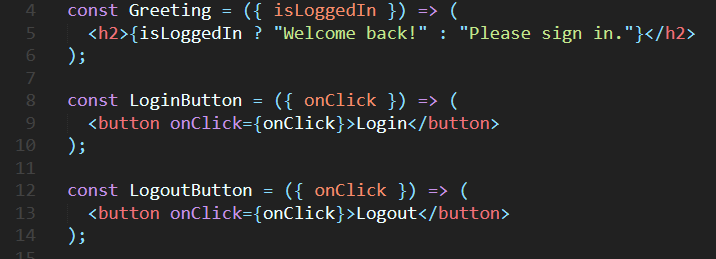 4 const Greeting = ({ isLoggedIn }) => (
5   <h2>{isLoggedIn ? "Welcome back!" : "Please sign in."}</h2>
6 );
7
8 const LoginButton = ({ onClick }) => (
9   <button onClick={onClick}>Login</button>
10 );
11
12 const LogoutButton = ({ onClick }) => (
13   <button onClick={onClick}>Logout</button>
14 );
15